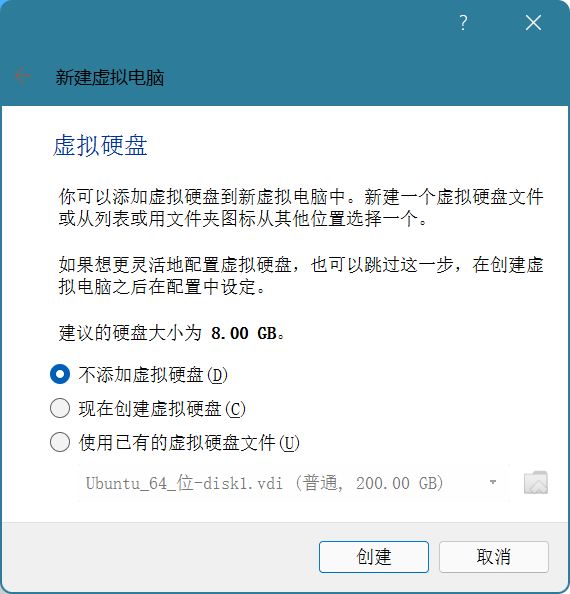 ?
新建虚拟电脑
虚拟硬盘
你可以添加虚拟硬盘到新虚拟电脑中。新建一个虚拟硬盘文件
或从列表或用文件夹图标从其他位置选择一个。
如果想更灵活地配置虚拟硬盘，也可以跳过这一步，在创建虚
拟电脑之后在配置中设定。
建议的硬盘大小为 8.00 GB。
不添加虚拟硬盘(D)
现在创建虚拟硬盘(C)
使用已有的虚拟硬盘文件(U)
Ubuntu_64_位-disk1.vdi (普通, 200.00 GB)
创建
取消